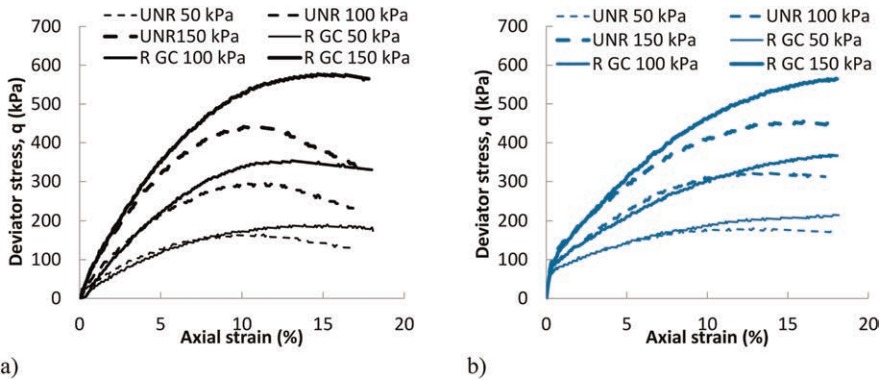 UNR 50 kPa UNR 100 kPa
UNR150 kPa R GC 50 kPa
R GC 100 kPa R GC 150 kPa
700
600
500
400
300
200
100
0
Deviator stress, q (kPa)
0 5 10 15 20
Axial strain (%)
a)
UNR 50 kPa UNR 100 kPa
UNR 150 kPa R GC 50 kPa
R GC 100 kPa R GC 150 kPa
700
600
500
400
300
200
100
0
Deviator stress, q (kPa)
0 5 10 15 20
Axial strain (%)
b)